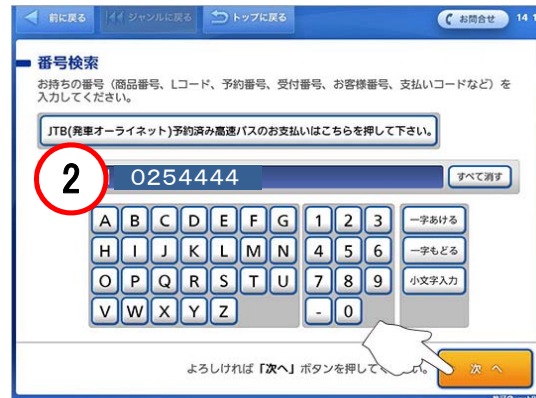 前に戻る ジャンルに戻る トップに戻る お問合せ 14 1
番号検索
お持ちの番号（商品番号、Lコード、予約番号、受付番号、お客様番号、支払いコードなど）を
入力してください。
JTB(発車オーライネット)予約済み高速バスのお支払いはこちらを押して下さい。
2 0254444 すべて消す
A B C D E F G 1 2 3 一字あける
H I J K L M N 4 5 6 一字もどる
O P Q R S T U 7 8 9 小文字入力
V W X Y Z - 0
よろしければ「次へ」ボタンを押してください。 次へ